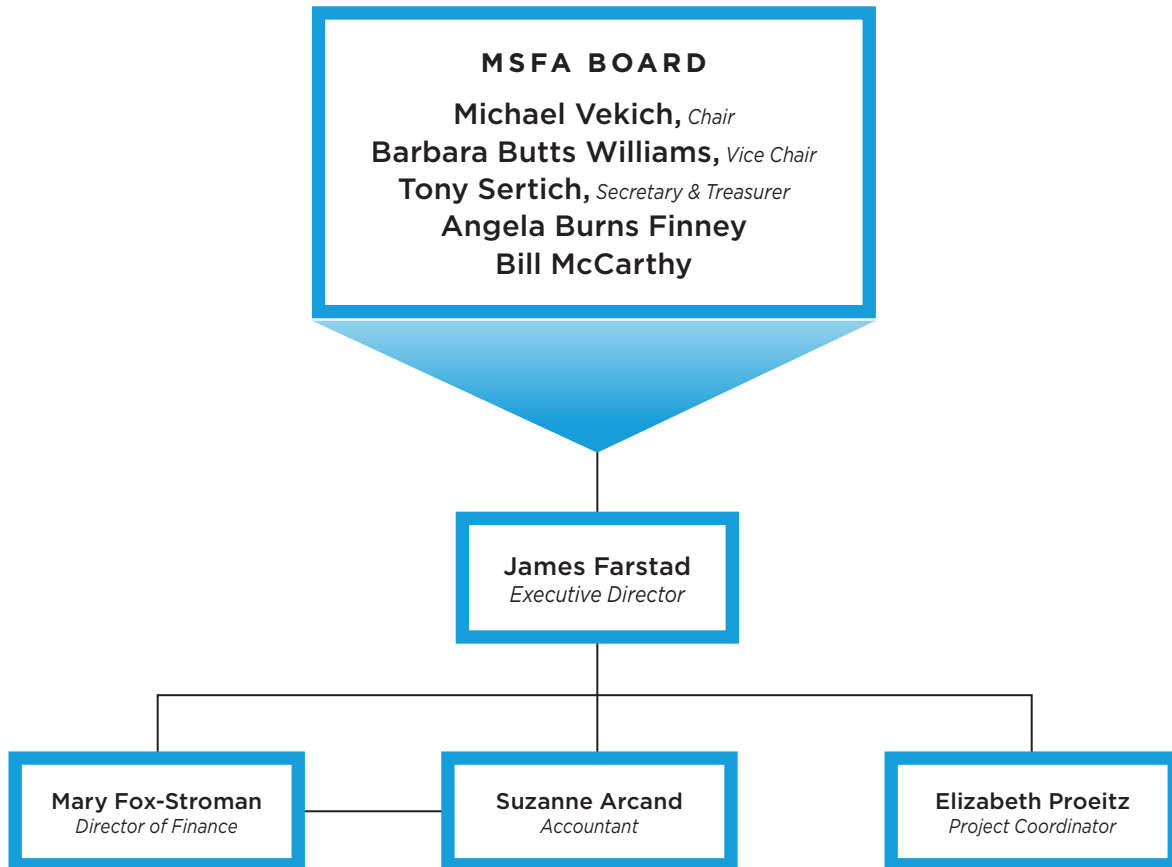 MSFA BOARD
Michael Vekich, Chair
Barbara Butts Williams, Vice Chair
Tony Sertich, Secretary & Treasurer
Angela Burns Finney
Bill McCarthy
James Farstad
Executive Director
Mary Fox-Stroman
Director of Finance
Suzanne Arcand
Accountant
Elizabeth Proeitz
Project Coordinator